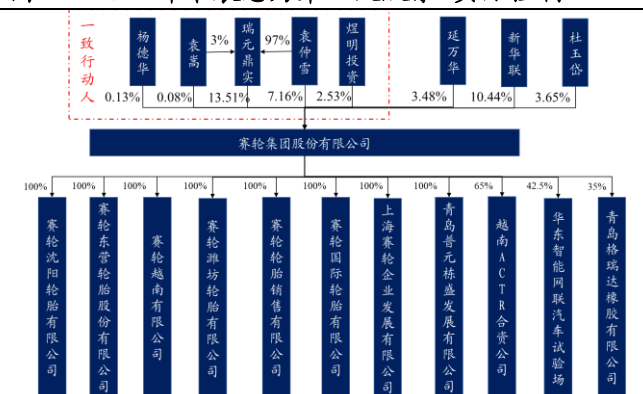 一致行动人
杨德华
袁嵩
3%
瑞元鼎实
97%
袁仲雪
煜明投资
延万华
新华联
杜玉岱
0.13%
0.08%
13.51%
7.16%
2.53%
3.48%
10.44%
3.65%
赛轮集团股份有限公司
100%
100%
100%
100%
100%
100%
100%
100%
65%
42.5%
35%
赛轮沈阳轮胎有限公司
赛轮东营轮胎股份有限公司
赛轮越南有限公司
赛轮潍坊轮胎有限公司
赛轮轮胎销售有限公司
赛轮国际轮胎有限公司
上海赛轮企业发展有限公司
青岛普元栋盛发展有限公司
越南ACTR合资公司
华东智能网联汽车试验场
青岛格瑞达橡胶有限公司